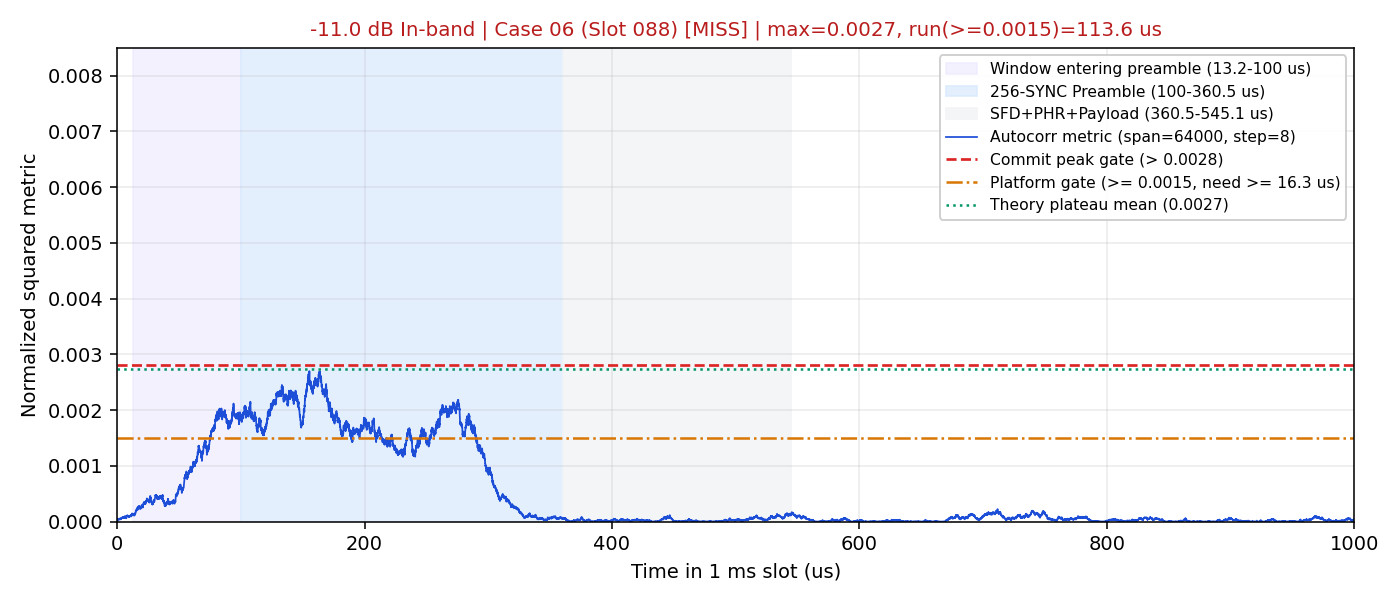 -11.0 dB In-band | Case 06 (Slot 088) [MISS] | max=0.0027, run(>=0.0015)=113.6 us
Normalized squared metric
0.008
0.007
0.006
0.005
0.004
0.003
0.002
0.001
0.000
Window entering preamble (13.2-100 us)
256-SYNC Preamble (100-360.5 us)
SFD+PHR+Payload (360.5-545.1 us)
Autocorr metric (span=64000, step=8)
Commit peak gate (> 0.0028)
Platform gate (>= 0.0015, need >= 16.3 us)
Theory plateau mean (0.0027)
0 200 400 600 800 1000
Time in 1 ms slot (us)